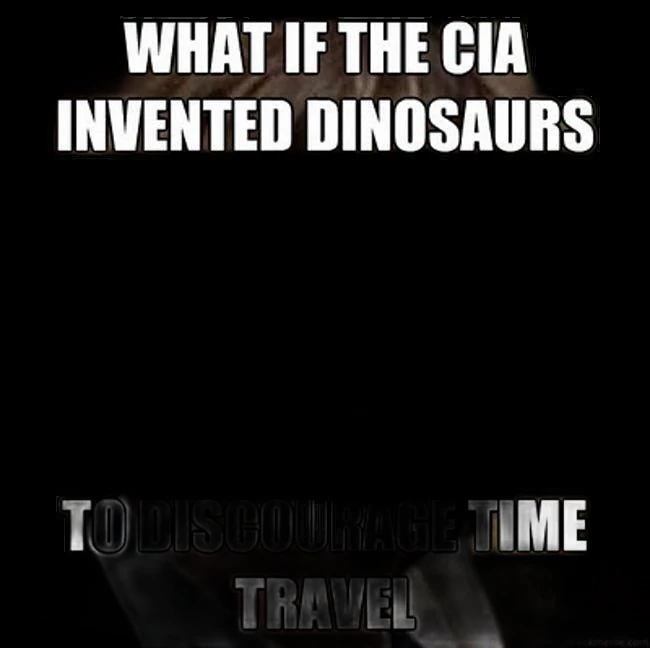 WHAT IF THE CIA
INVENTED DINOSAURS
TO DISCOURAGE TIME
TRAVEL